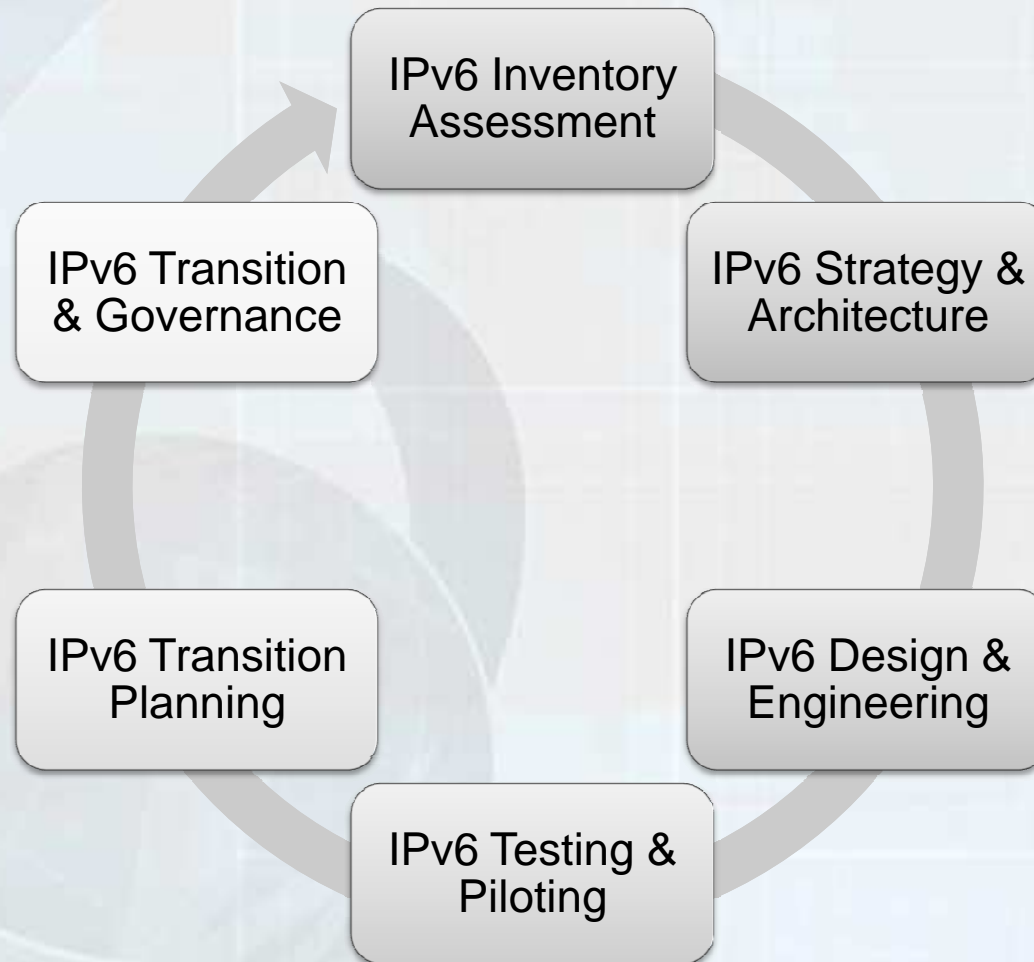 IPv6 Inventory
Assessment
IPv6 Strategy &
Architecture
IPv6 Design &
Engineering
IPv6 Testing &
Piloting
IPv6 Transition
Planning
IPv6 Transition
& Governance